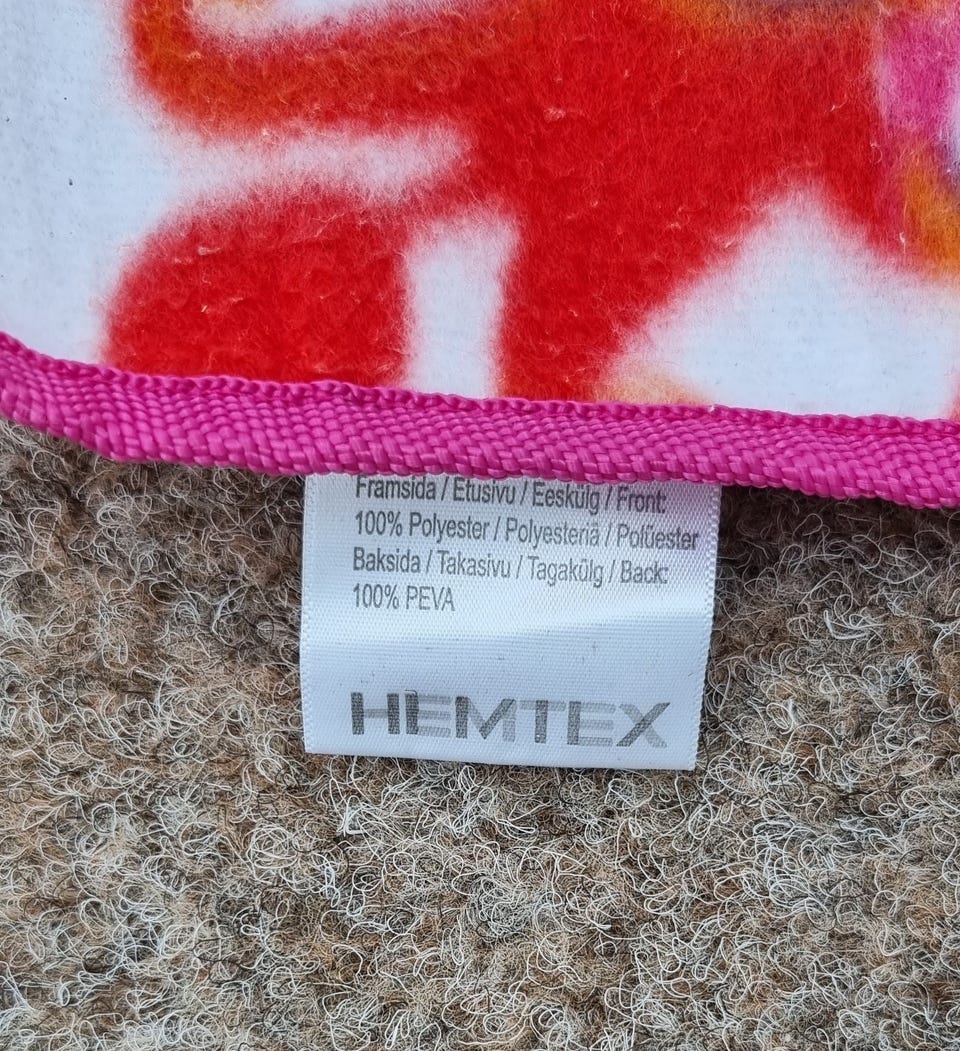 Framsida / Etusivu / Eeskülg / Front:
100% Polyester / Polyesteriä / Polüester
Baksida / Takasivu / Tagakülg / Back:
100% PEVA
HEMTEX